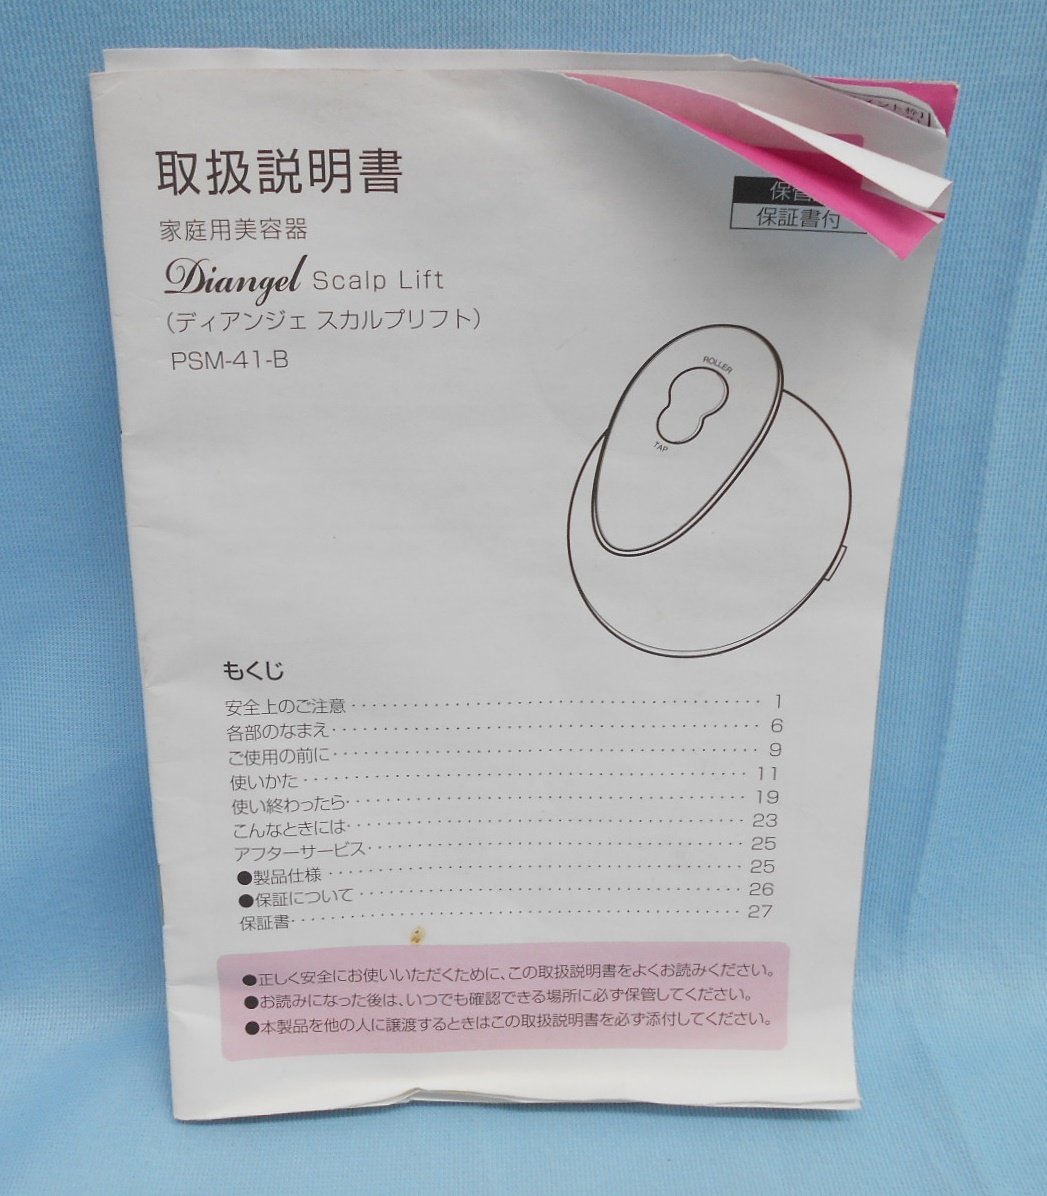 取扱説明書
保管
保証書付
家庭用美容器
Diangel Scalp Lift
(ディアンジェ スカルプリフト)
PSM-41-B
ROLLER
TAP
もくじ
安全上のご注意 1
各部のなまえ 6
ご使用の前に 9
使いかた 11
使い終わったら 19
こんなときには 23
アフターサービス 25
●製品仕様 25
●保証について 26
保証書 27
●正しく安全にお使いいただくために、この取扱説明書をよくお読みください。
●お読みになった後は、いつでも確認できる場所に必ず保管してください。
●本製品を他の人に譲渡するときはこの取扱説明書を必ず添付してください。